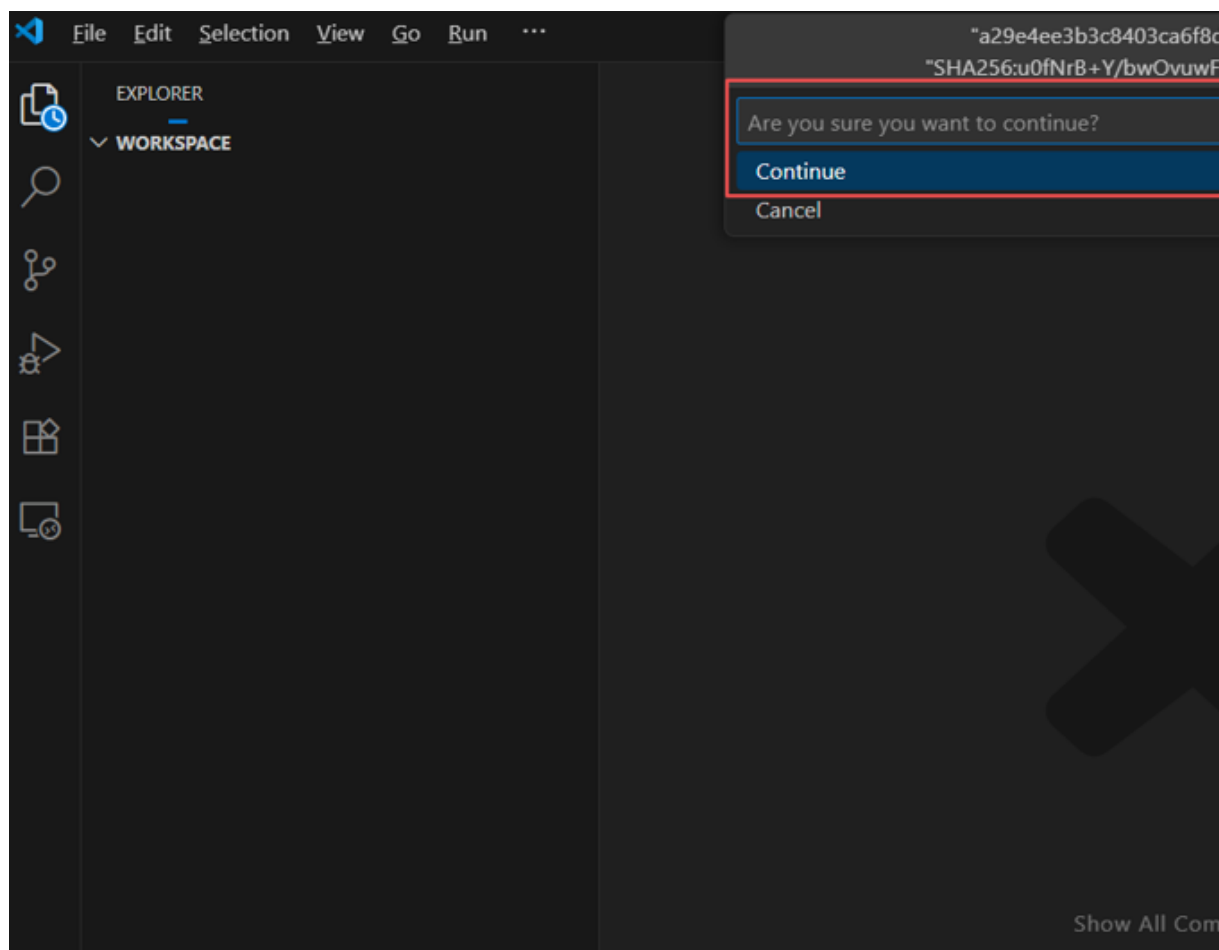 File Edit Selection View Go Run ···
"a29e4ee3b3c8403ca6f8c
"SHA256:u0fNrB+Y/bwOvuwF
EXPLORER
WORKSPACE
Are you sure you want to continue?
Continue
Cancel
Show All Com